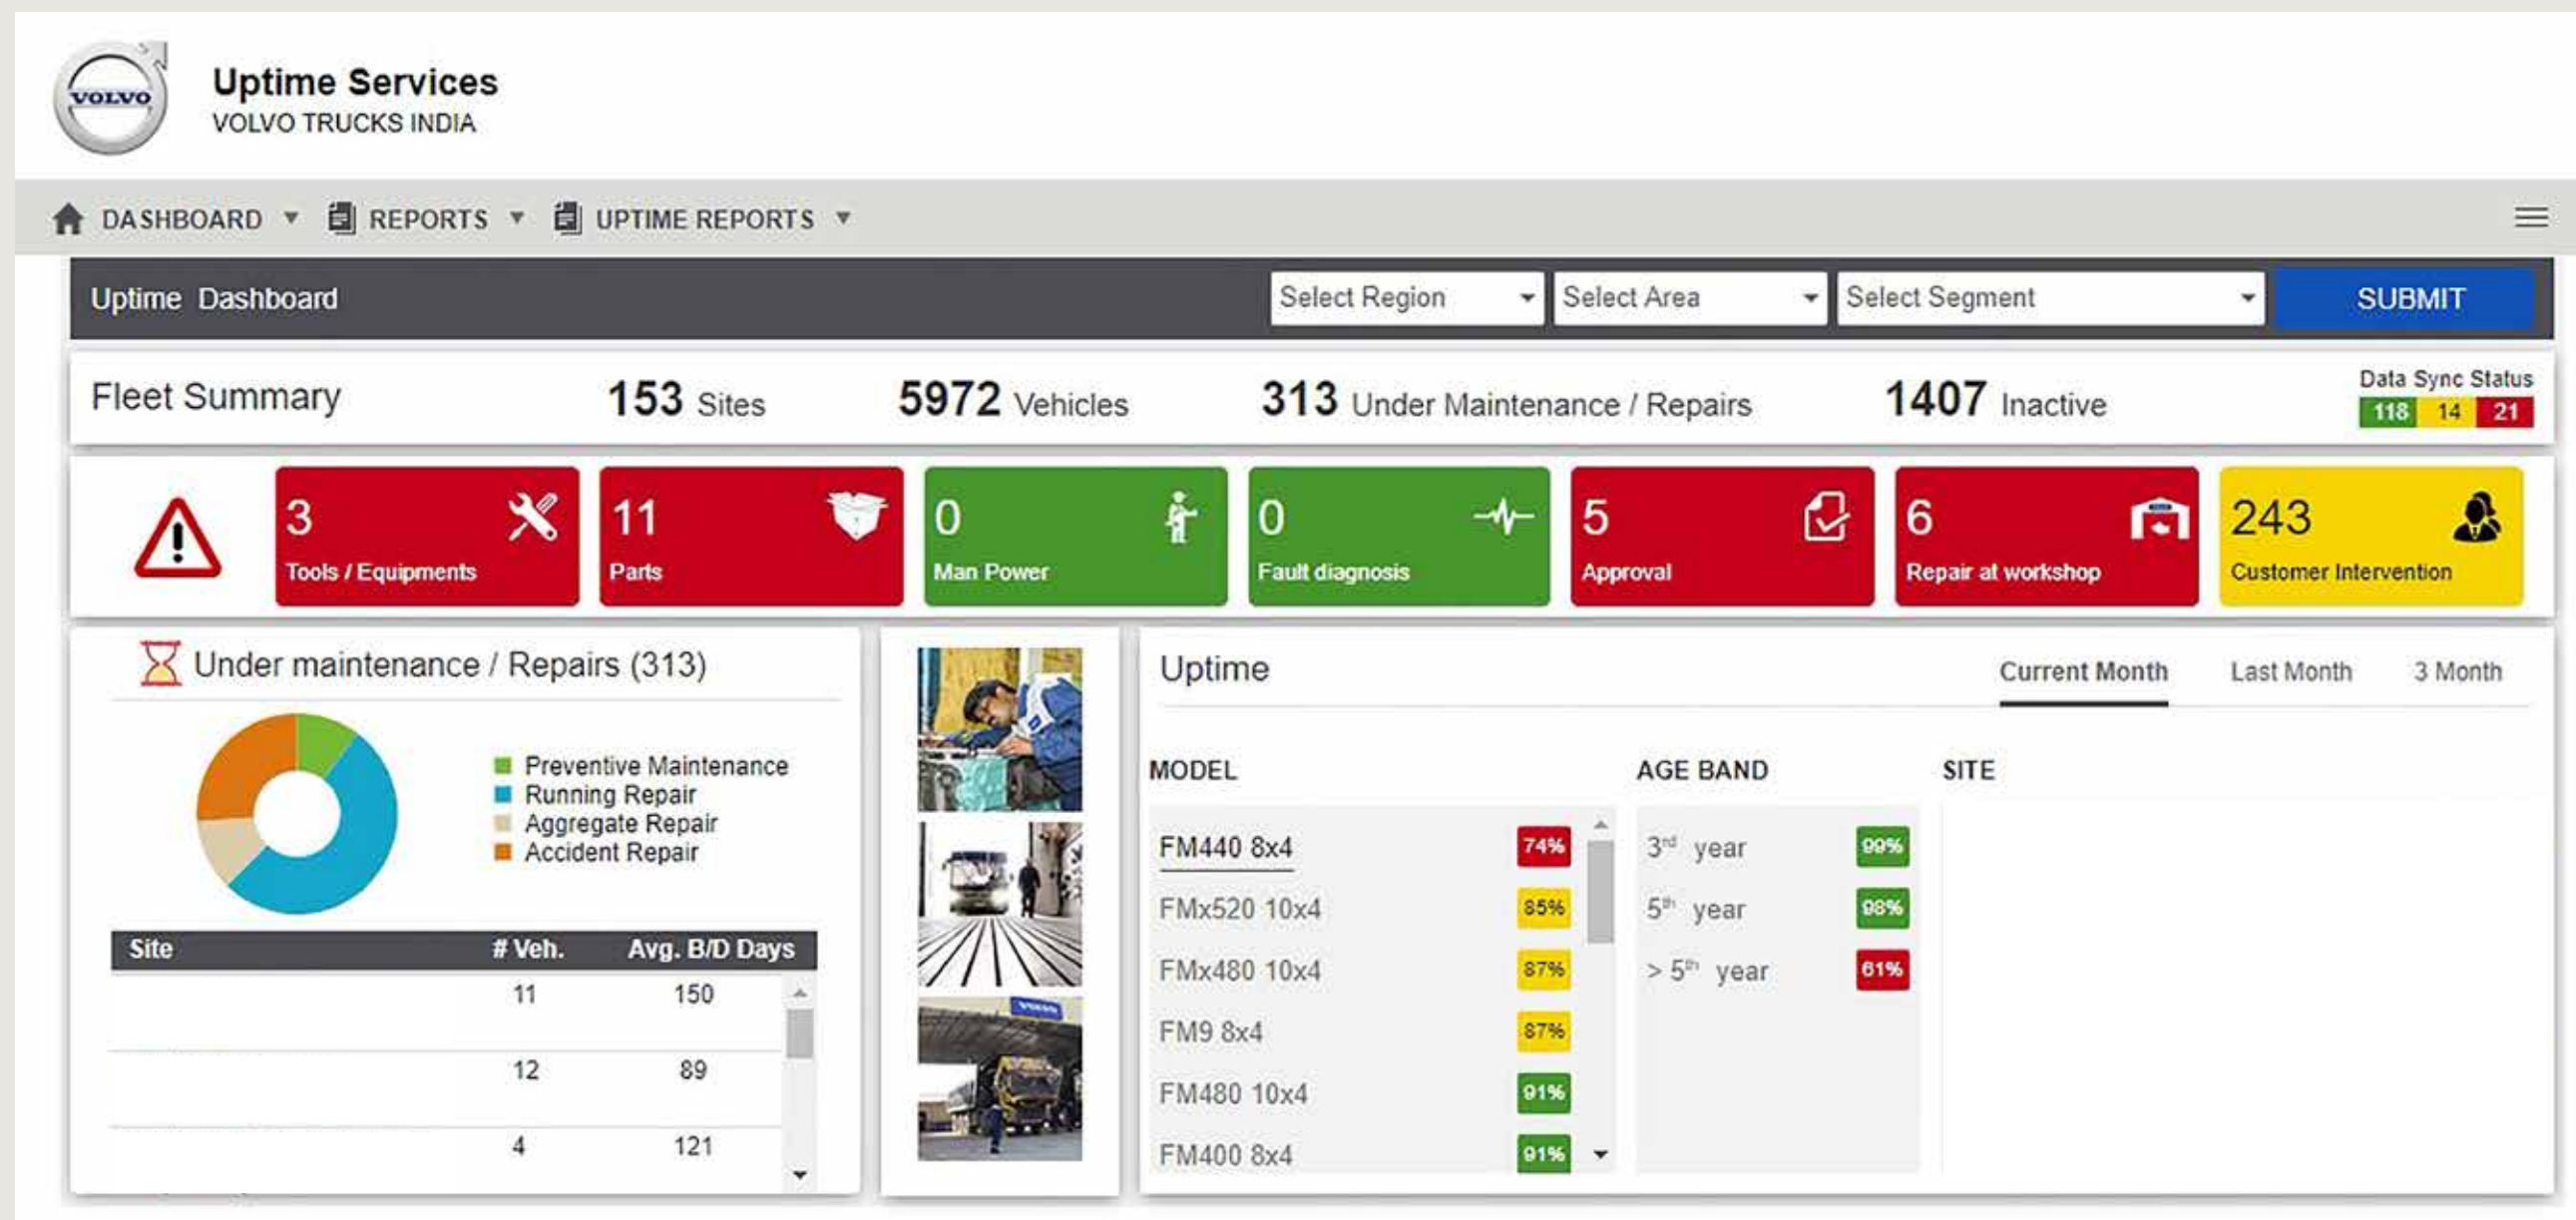 VOLVO
Uptime Services
VOLVO TRUCKS INDIA
DASHBOARD
REPORTS
UPTIME REPORTS
Uptime Dashboard
Select Region
Select Area
Select Segment
SUBMIT
Fleet Summary
153 Sites
5972 Vehicles
313 Under Maintenance / Repairs
1407 Inactive
Data Sync Status
118 14 21
3
Tools / Equipments
11
Parts
0
Man Power
0
Fault diagnosis
5
Approval
6
Repair at workshop
243
Customer Intervention
Under maintenance / Repairs (313)
Preventive Maintenance
Running Repair
Aggregate Repair
Accident Repair
Site # Veh. Avg. B/D Days
11 150
12 89
4 121
VOLVO
Uptime
Current Month
Last Month
3 Month
MODEL
FM440 8x4 74%
FMx520 10x4 85%
FMx480 10x4 87%
FM9 8x4 87%
FM480 10x4 91%
FM400 8x4 91%
AGE BAND
3rd year 99%
5th year 98%
> 5th year 61%
SITE